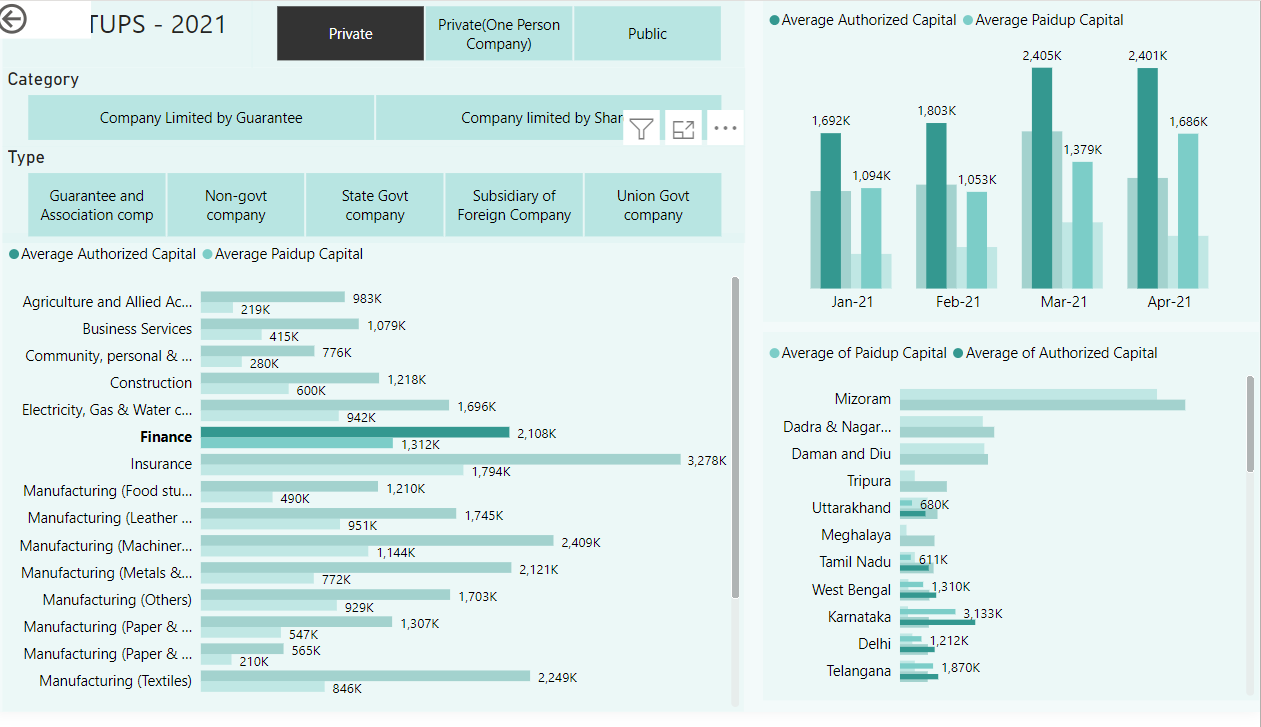 TUPS - 2021
Private
Private(One Person
Company)
Public
Category
Company Limited by Guarantee
Company limited by Shar
Type
Guarantee and
Association comp
Non-govt
company
State Govt
company
Subsidiary of
Foreign Company
Union Govt
company
Average Authorized Capital Average Paidup Capital
Agriculture and Allied Ac... 983K
219K
Business Services 1,079K
415K
Community, personal & ... 776K
280K
Construction 1,218K
600K
Electricity, Gas & Water c... 1,696K
942K
Finance 2,108K
1,312K
Insurance 3,278K
1,794K
Manufacturing (Food stu... 1,210K
490K
Manufacturing (Leather ... 1,745K
951K
Manufacturing (Machiner... 2,409K
1,144K
Manufacturing (Metals &... 2,121K
772K
Manufacturing (Others) 1,703K
929K
Manufacturing (Paper & ... 1,307K
547K
Manufacturing (Paper & ... 565K
210K
Manufacturing (Textiles) 2,249K
846K
Average Authorized Capital Average Paidup Capital
2,405K 2,401K
1,692K 1,803K 1,686K
1,379K
1,094K 1,053K
Jan-21 Feb-21 Mar-21 Apr-21
Average of Paidup Capital Average of Authorized Capital
Mizoram
Dadra & Nagar...
Daman and Diu
Tripura
Uttarakhand 680K
Meghalaya
Tamil Nadu 611K
West Bengal 1,310K
Karnataka 3,133K
Delhi 1,212K
Telangana 1,870K